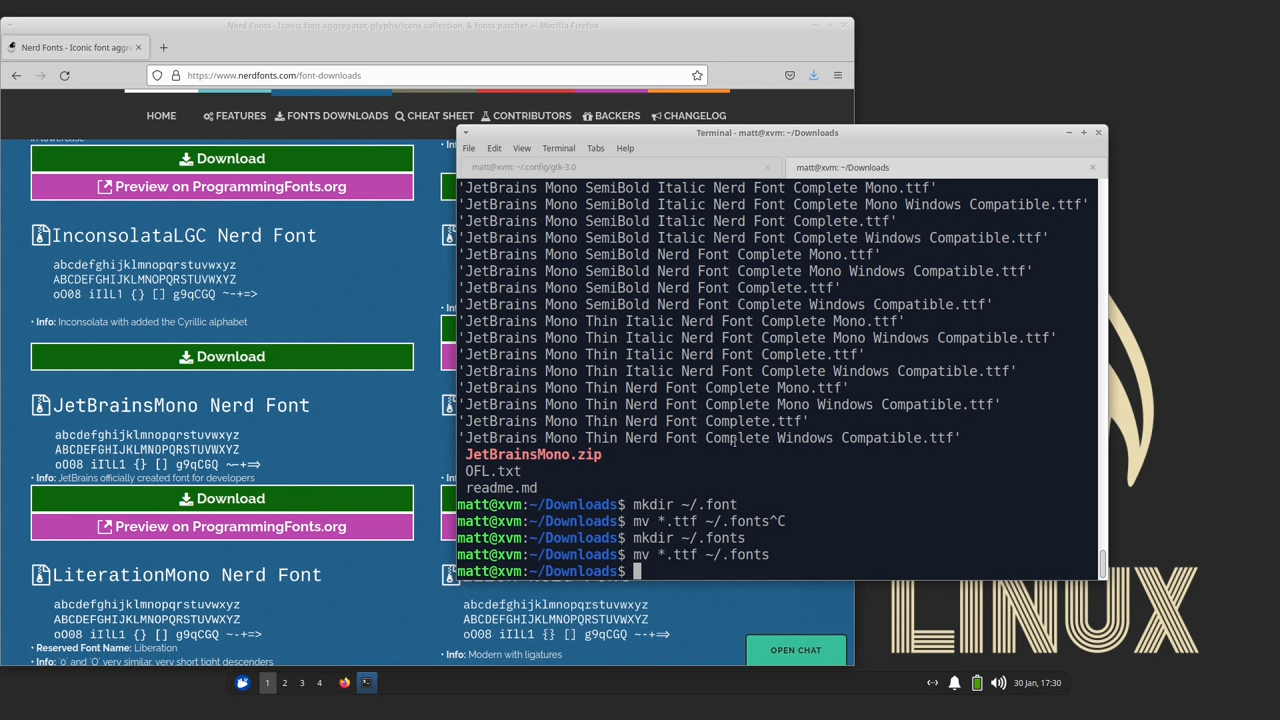 Nerd Fonts - Iconic font aggregator, glyphs/icons collection, & fonts patcher — Mozilla Firefox
Nerd Fonts - Iconic font aggre
https://www.nerdfonts.com/font-downloads
HOME FEATURES FONTS DOWNLOADS CHEAT SHEET CONTRIBUTORS BACKERS CHANGELOG
in lowercase
Download
Preview on ProgrammingFonts.org
InconsolataLGC Nerd Font
abcdefghijklmnopqrstuvwxyz
ABCDEFGHIJKLMNOPQRSTUVWXYZ
oO08 iIlL1 {} [] g9qCGQ ~-+=>
• Info: Inconsolata with added the Cyrillic alphabet
Download
JetBrainsMono Nerd Font
abcdefghijklmnopqrstuvwxyz
ABCDEFGHIJKLMNOPQRSTUVWXYZ
oO08 iIlL1 {} [] g9qCGQ ~-+=>
• Info: JetBrains officially created font for developers
Download
Preview on ProgrammingFonts.org
LiterationMono Nerd Font
abcdefghijklmnopqrstuvwxyz
ABCDEFGHIJKLMNOPQRSTUVWXYZ
oO08 iIlL1 {} [] g9qCGQ ~-+=>
• Reserved Font Name: Liberation
• Info: 'o' and 'O' very similar, very short tight descenders
abcdefghijklmnopqrstuvwxyz
ABCDEFGHIJKLMNOPQRSTUVWXYZ
oO08 iIlL1 {} [] g9qCGQ ~-+=>
• Info: Modern with ligatures
OPEN CHAT
Terminal - matt@xvm: ~/Downloads
File Edit View Terminal Tabs Help
matt@xvm: ~/.config/gtk-3.0
matt@xvm: ~/Downloads
'JetBrains Mono SemiBold Italic Nerd Font Complete Mono.ttf'
'JetBrains Mono SemiBold Italic Nerd Font Complete Mono Windows Compatible.ttf'
'JetBrains Mono SemiBold Italic Nerd Font Complete.ttf'
'JetBrains Mono SemiBold Italic Nerd Font Complete Windows Compatible.ttf'
'JetBrains Mono SemiBold Nerd Font Complete Mono.ttf'
'JetBrains Mono SemiBold Nerd Font Complete Mono Windows Compatible.ttf'
'JetBrains Mono SemiBold Nerd Font Complete.ttf'
'JetBrains Mono SemiBold Nerd Font Complete Windows Compatible.ttf'
'JetBrains Mono Thin Italic Nerd Font Complete Mono.ttf'
'JetBrains Mono Thin Italic Nerd Font Complete Mono Windows Compatible.ttf'
'JetBrains Mono Thin Italic Nerd Font Complete.ttf'
'JetBrains Mono Thin Italic Nerd Font Complete Windows Compatible.ttf'
'JetBrains Mono Thin Nerd Font Complete Mono.ttf'
'JetBrains Mono Thin Nerd Font Complete Mono Windows Compatible.ttf'
'JetBrains Mono Thin Nerd Font Complete.ttf'
'JetBrains Mono Thin Nerd Font Complete Windows Compatible.ttf'
JetBrainsMono.zip
OFL.txt
readme.md
matt@xvm:~/Downloads$ mkdir ~/.font
matt@xvm:~/Downloads$ mv *.ttf ~/.fonts^C
matt@xvm:~/Downloads$ mkdir ~/.fonts
matt@xvm:~/Downloads$ mv *.ttf ~/.fonts
matt@xvm:~/Downloads$
LINUX
1 2 3 4
30 Jan, 17:30